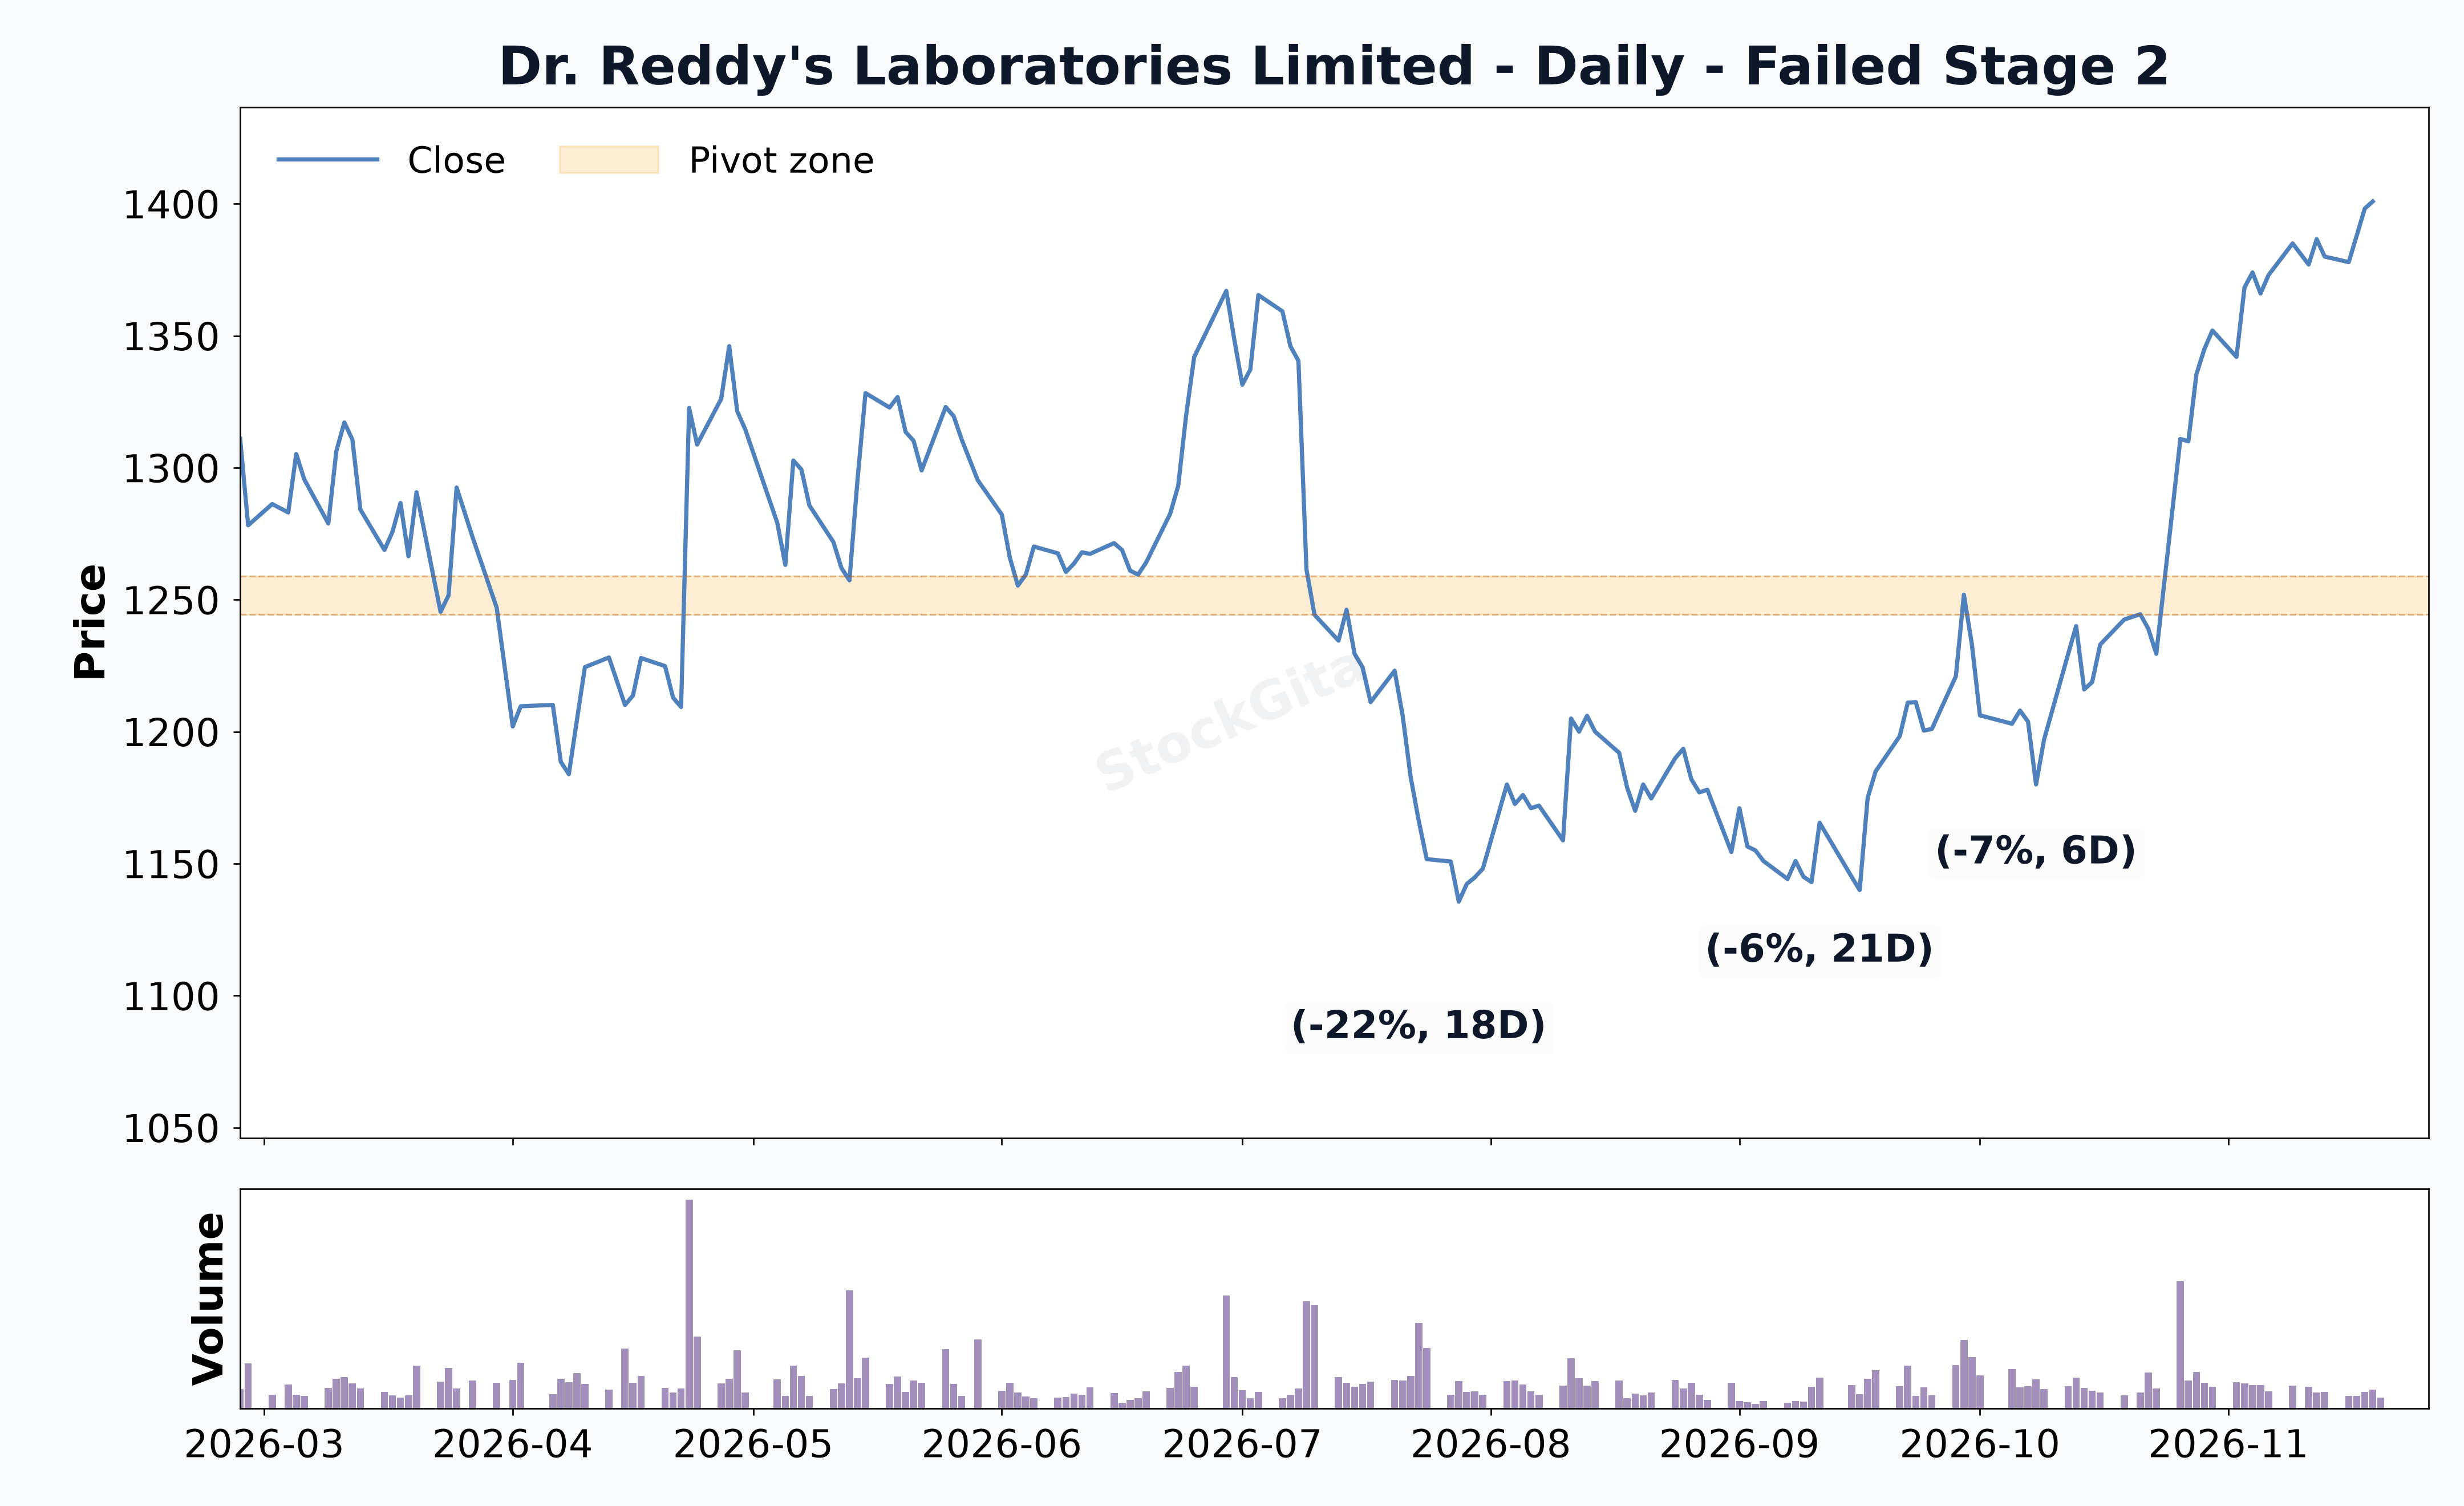 Dr. Reddy's Laboratories Limited - Daily - Failed Stage 2
Close
Pivot zone
1400
1350
1300
1250
1200
1150
1100
1050
Price
StockGita
(-7%, 6D)
(-6%, 21D)
(-22%, 18D)
Volume
2026-03 2026-04 2026-05 2026-06 2026-07 2026-08 2026-09 2026-10 2026-11